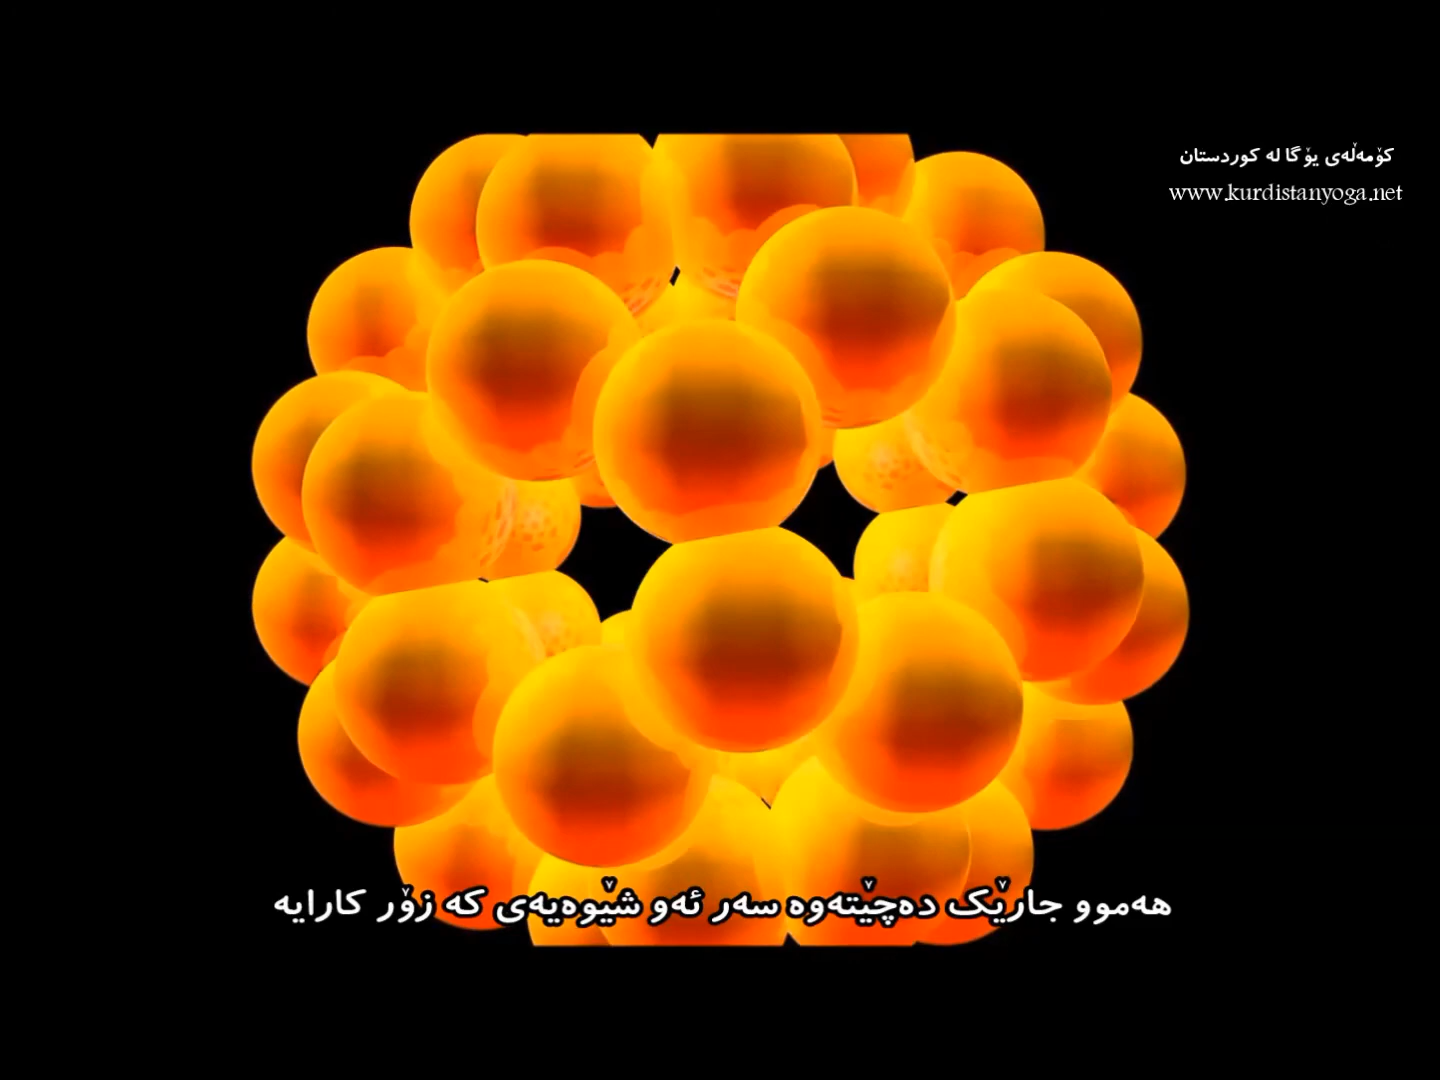 کۆمەڵەی یۆگا لە کوردستان
www.kurdistanyoga.net
هەموو جارێک دەچێتەوە سەر ئەو شێوەیەی کە زۆر کارایە